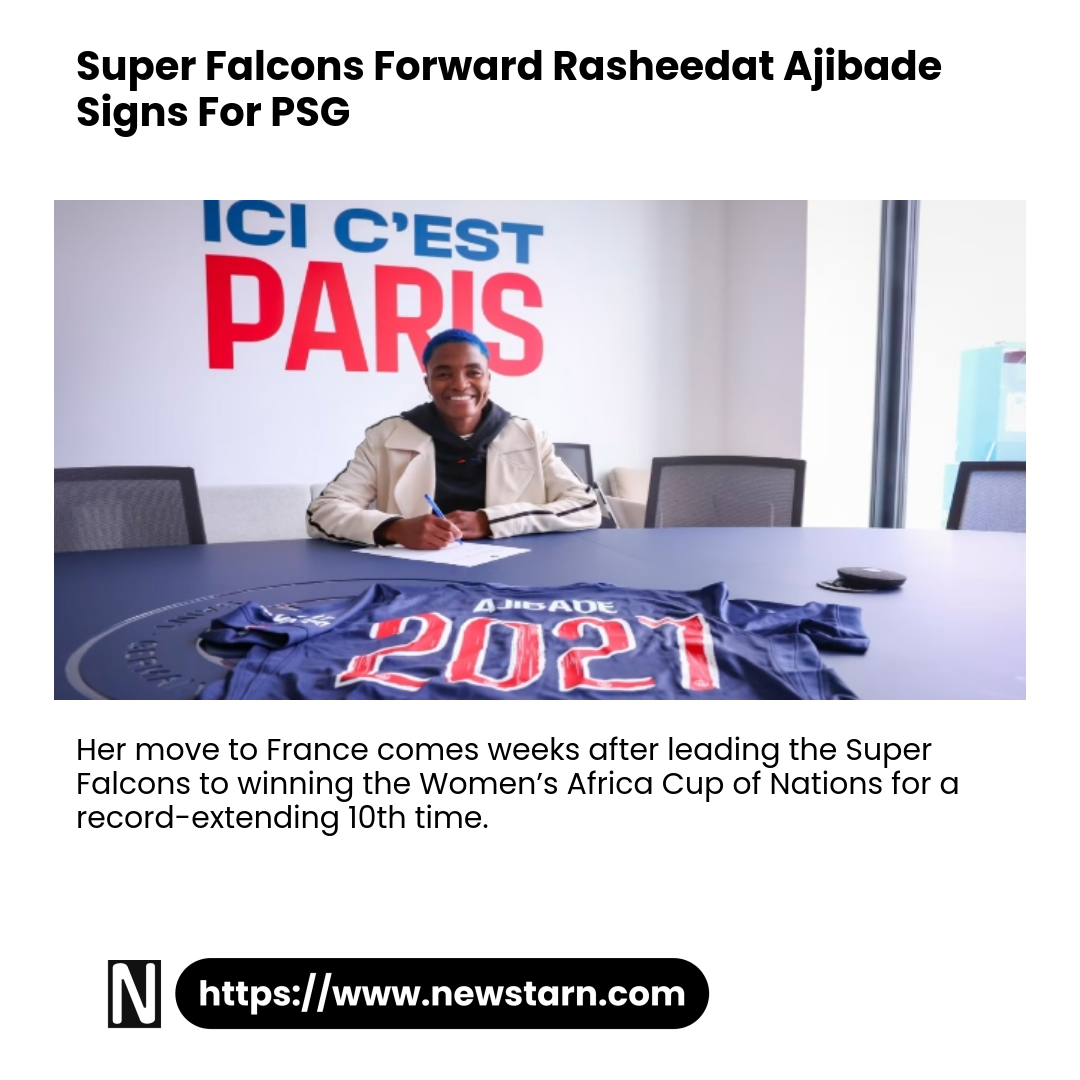 Super Falcons Forward Rasheedat Ajibade
Signs For PSG
ICI C’EST
PARIS
AJIBADE
2027
Her move to France comes weeks after leading the Super
Falcons to winning the Women’s Africa Cup of Nations for a
record-extending 10th time.
N
https://www.newstarn.com